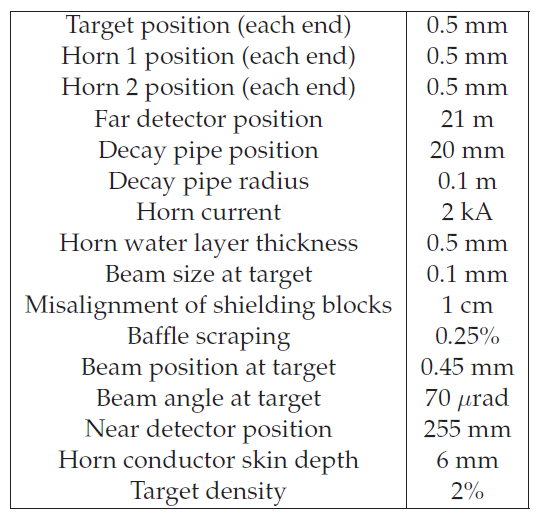 Target position (each end) 0.5 mm
Horn 1 position (each end) 0.5 mm
Horn 2 position (each end) 0.5 mm
Far detector position 21 m
Decay pipe position 20 mm
Decay pipe radius 0.1 m
Horn current 2 kA
Horn water layer thickness 0.5 mm
Beam size at target 0.1 mm
Misalignment of shielding blocks 1 cm
Baffle scraping 0.25%
Beam position at target 0.45 mm
Beam angle at target 70 μrad
Near detector position 255 mm
Horn conductor skin depth 6 mm
Target density 2%